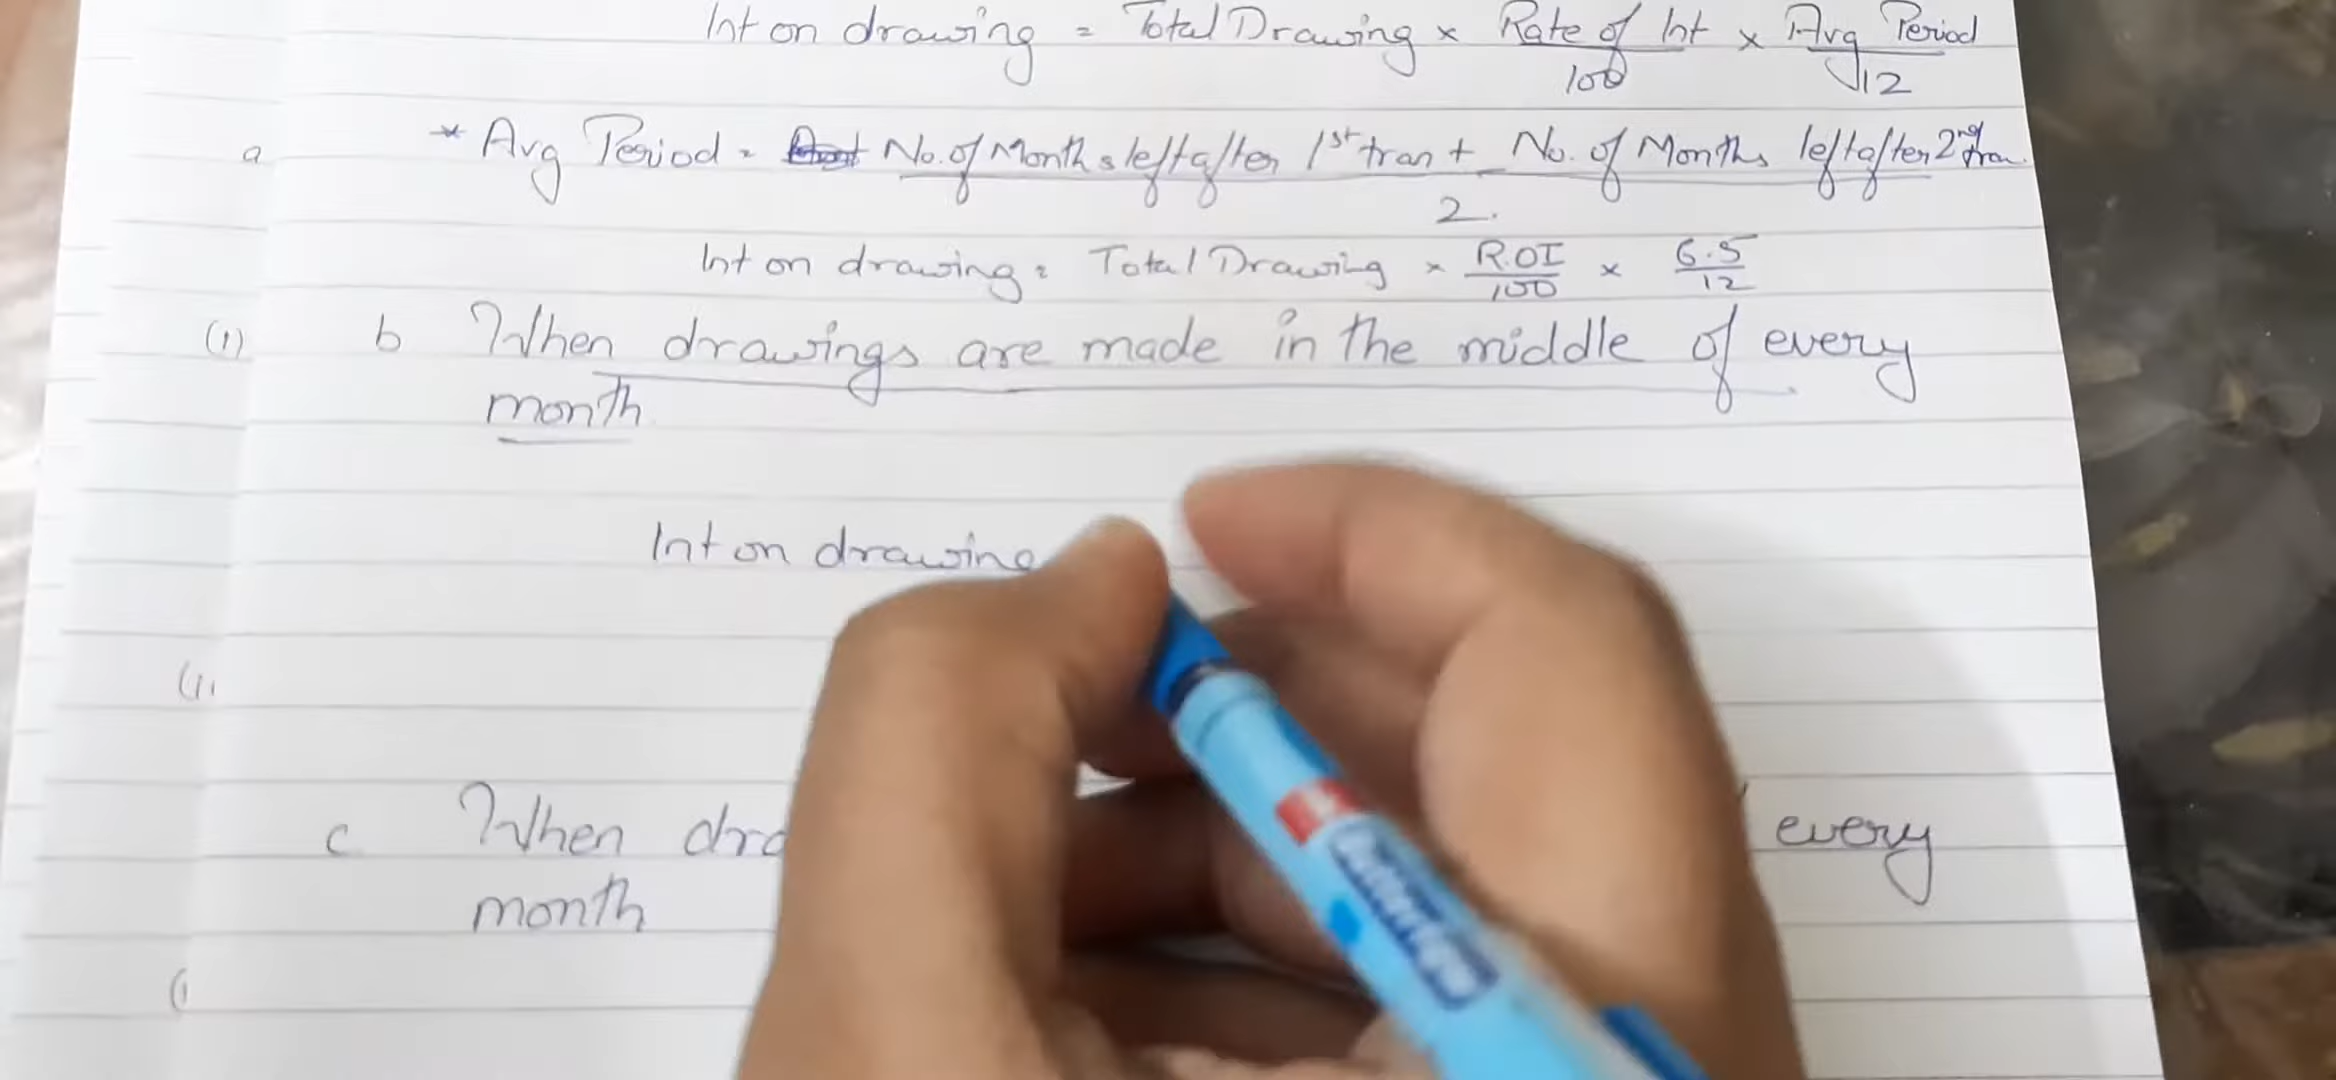 Int on drawing = Total Drawing × Rate of Int / 100 × Avg Period / 12
a * Avg Period = No. of Months left after 1st tran + No. of Months left after 2nd tran. / 2.
Int on drawing = Total Drawing × R.O.I / 100 × 6.5 / 12
(1) b When drawings are made in the middle of every
month
Int on drawing
c When every
month